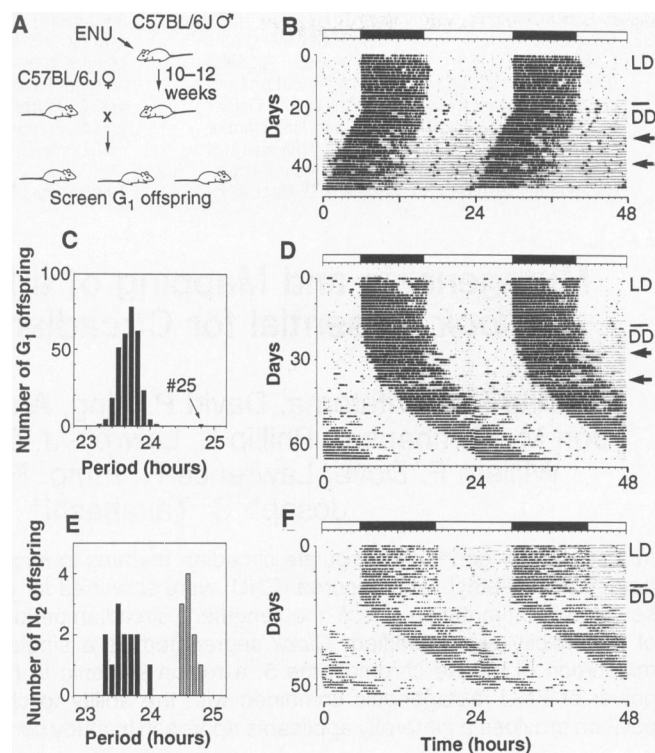 A
ENU
C57BL/6J ♂
C57BL/6J ♀
10–12
weeks
x
Screen G1 offspring
B
0
20
40
Days
LD
DD
0
24
48
C
100
50
0
Number of G1 offspring
#25
23
24
25
Period (hours)
D
0
30
60
Days
LD
DD
0
24
48
E
4
2
0
Number of N2 offspring
23
24
25
Period (hours)
F
0
50
Days
LD
DD
0
24
48
Time (hours)